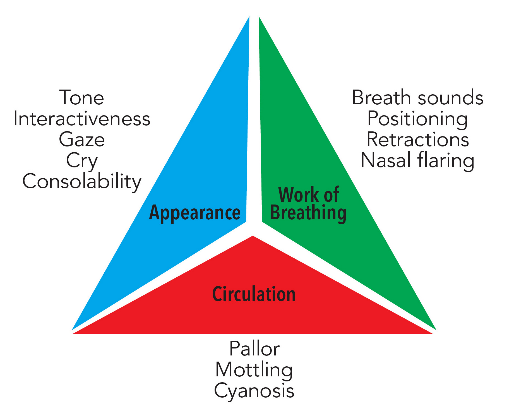 Tone
Interactiveness
Gaze
Cry
Consolability
Breath sounds
Positioning
Retractions
Nasal flaring
Appearance
Work of
Breathing
Circulation
Pallor
Mottling
Cyanosis